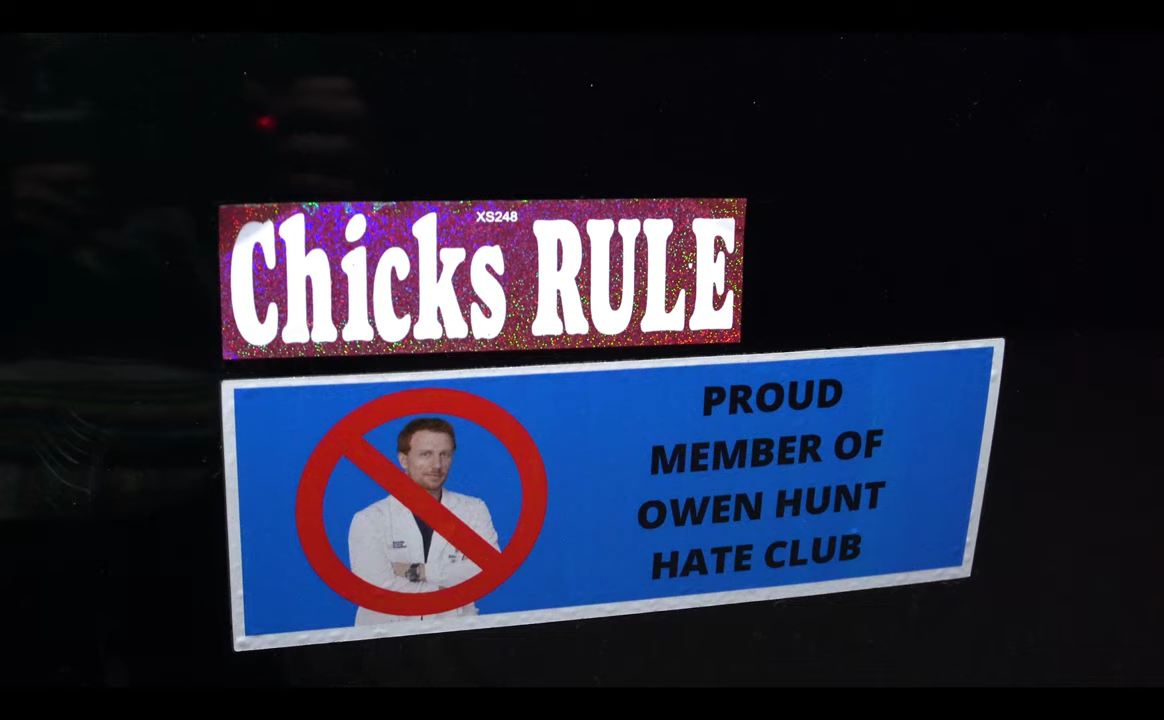 XS248
Chicks RULE
PROUD
MEMBER OF
OWEN HUNT
HATE CLUB